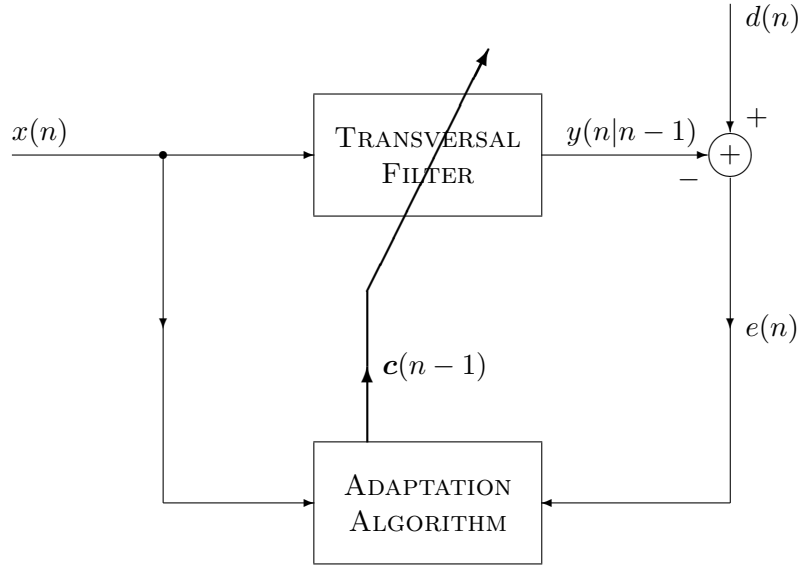 d(n)
x(n)
TRANSVERSAL
FILTER
y(n|n − 1)
+
+
−
e(n)
c(n − 1)
ADAPTATION
ALGORITHM